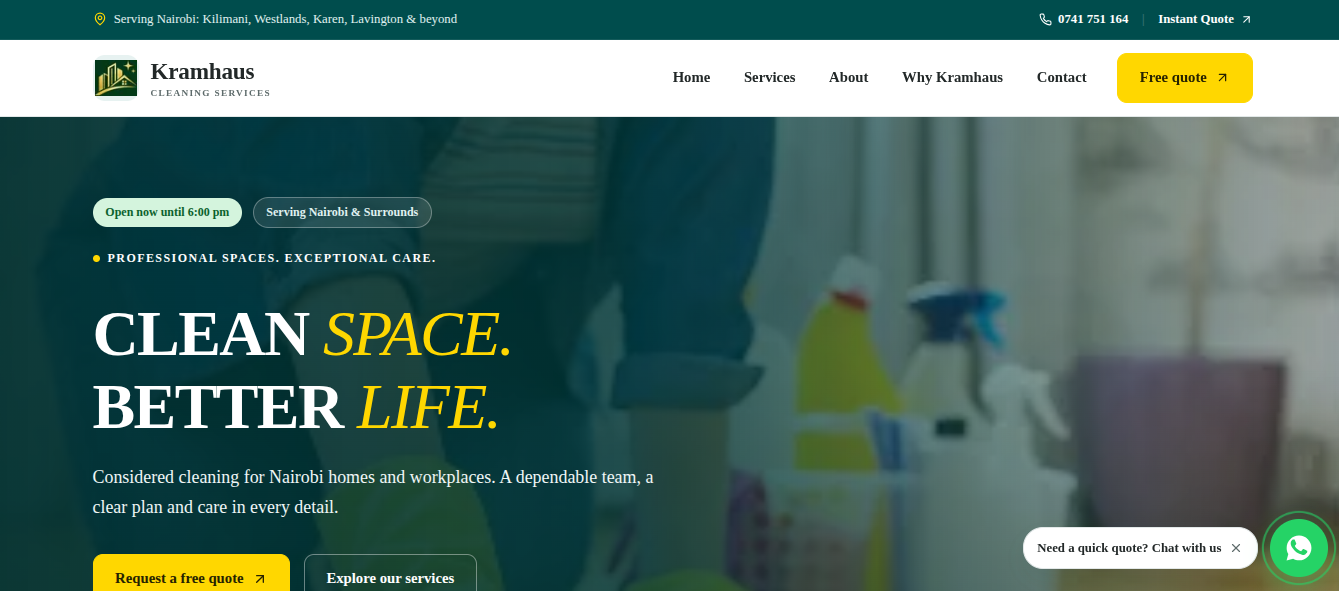 Serving Nairobi: Kilimani, Westlands, Karen, Lavington & beyond
0741 751 164
Instant Quote
Kramhaus
CLEANING SERVICES
Home
Services
About
Why Kramhaus
Contact
Free quote
Open now until 6:00 pm
Serving Nairobi & Surrounds
PROFESSIONAL SPACES. EXCEPTIONAL CARE.
CLEAN SPACE.
BETTER LIFE.
Considered cleaning for Nairobi homes and workplaces. A dependable team, a
clear plan and care in every detail.
Request a free quote
Explore our services
Need a quick quote? Chat with us